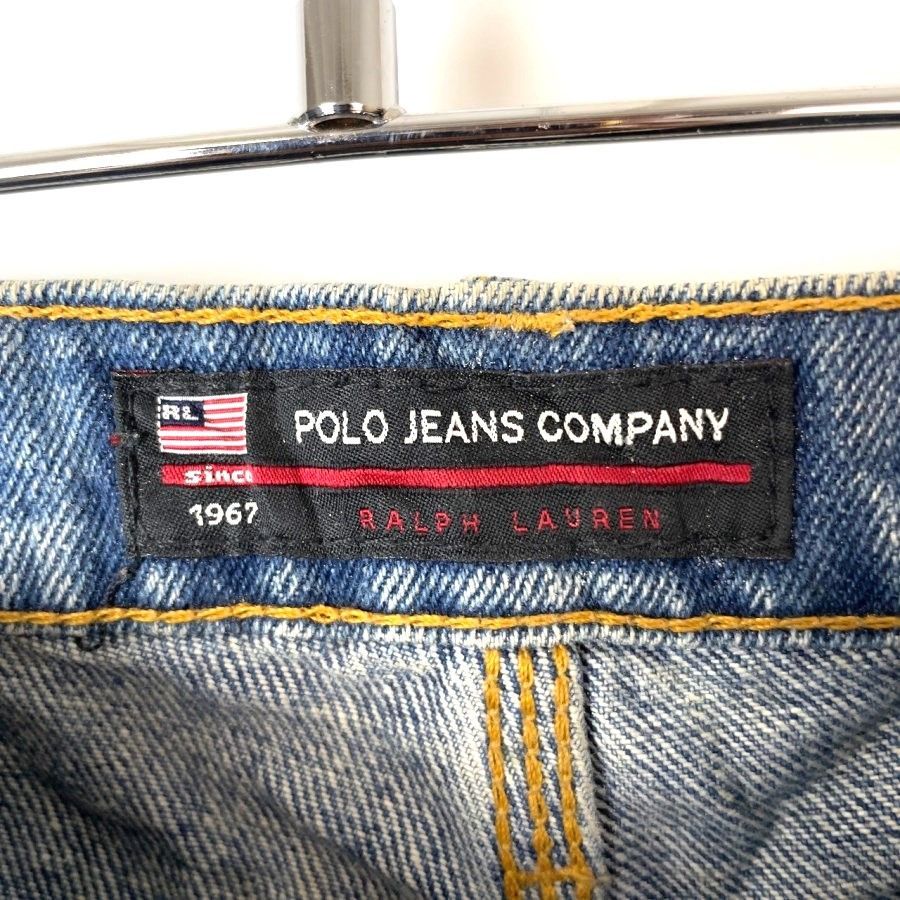 RL
POLO JEANS COMPANY
since
1967
RALPH LAUREN